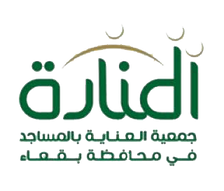 المنارة
جمعية العناية بالمساجد
في محافظة بقعاء